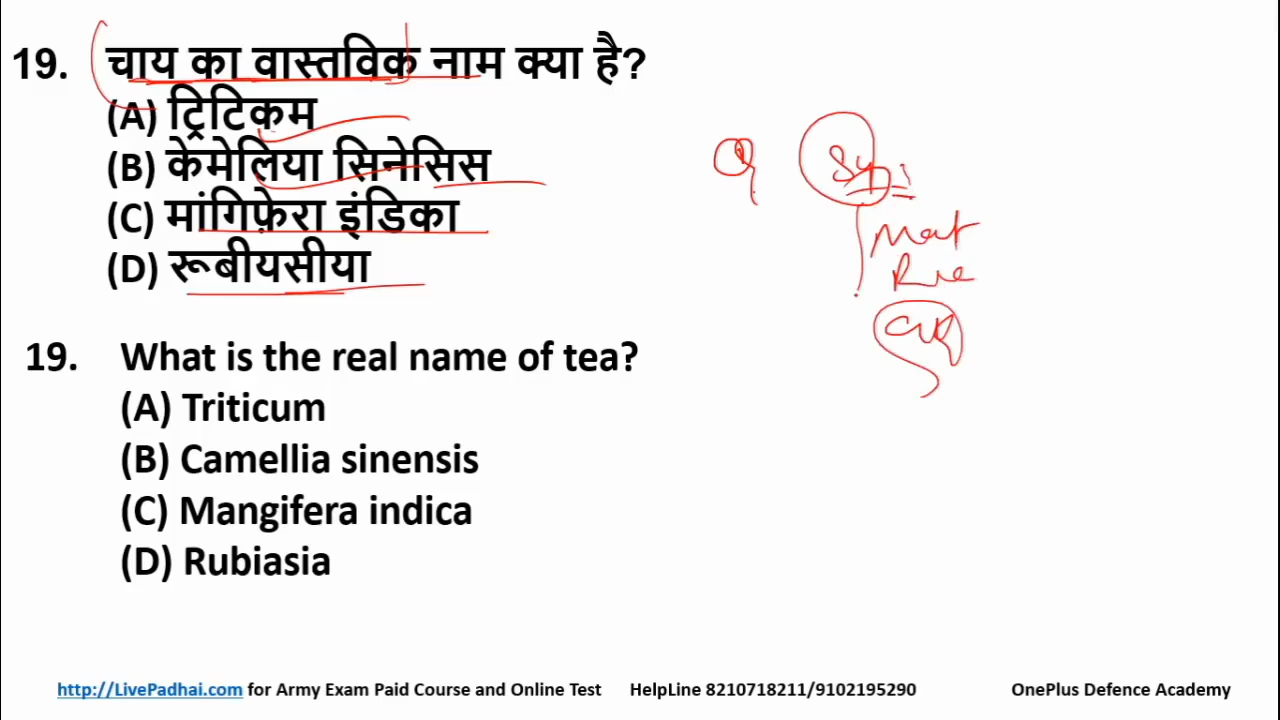 19. चाय का वास्तविक नाम क्या है?
(A) ट्रिटिकम
(B) केमेलिया सिनेसिस
(C) मांगिफ़ेरा इंडिका
(D) रूबीयसीया
19. What is the real name of tea?
(A) Triticum
(B) Camellia sinensis
(C) Mangifera indica
(D) Rubiasia
http://LivePadhai.com for Army Exam Paid Course and Online Test HelpLine 8210718211/9102195290 OnePlus Defence Academy